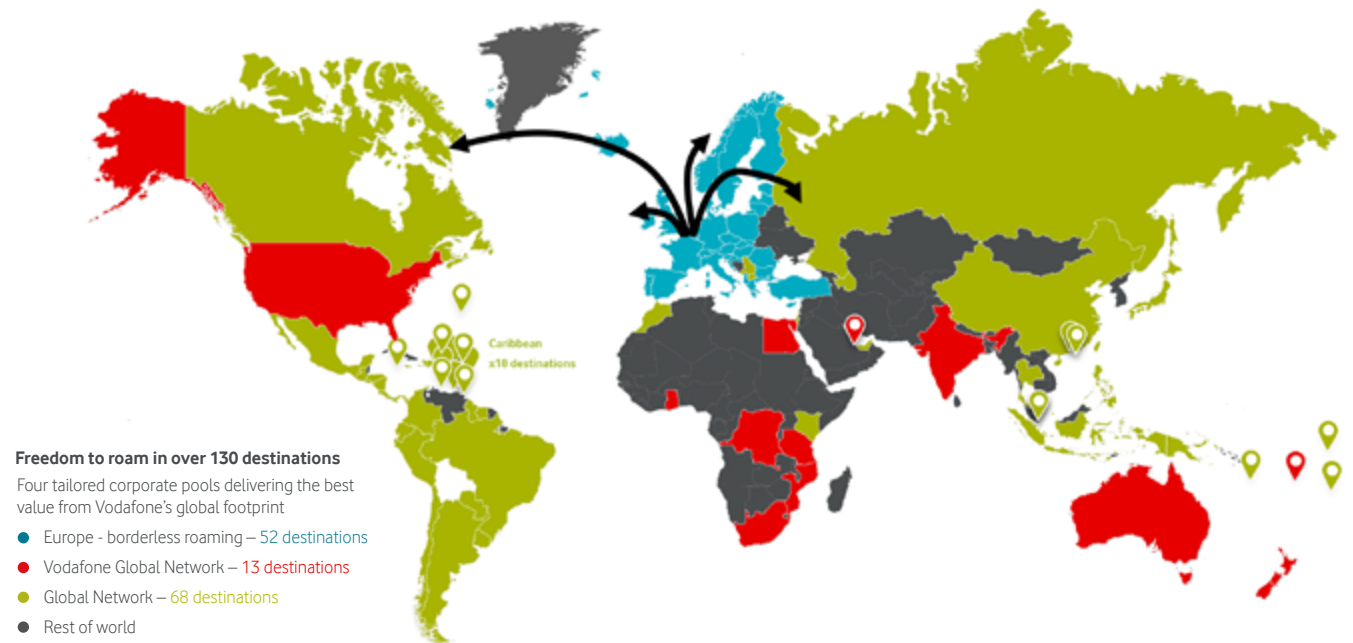 Caribbean
x18 destinations
Freedom to roam in over 130 destinations
Four tailored corporate pools delivering the best
value from Vodafone's global footprint
Europe - borderless roaming – 52 destinations
Vodafone Global Network – 13 destinations
Global Network – 68 destinations
Rest of world